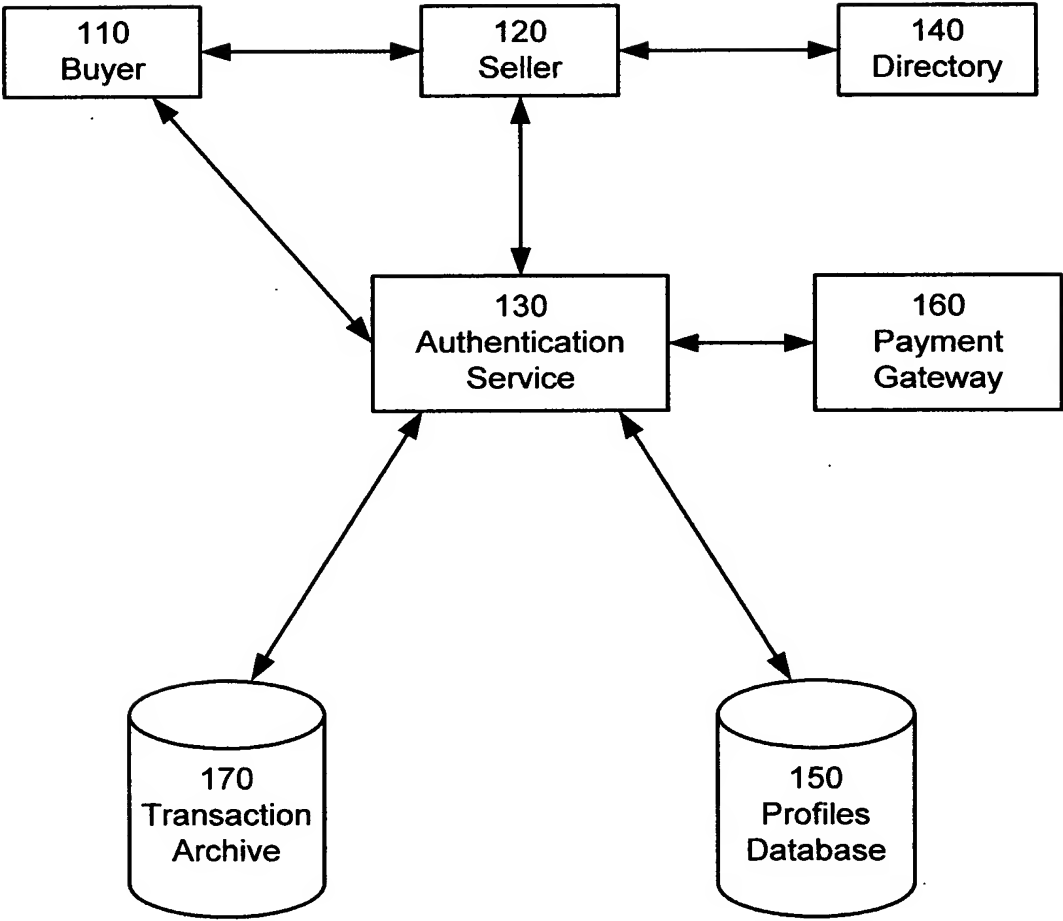 110
Buyer
120
Seller
140
Directory
130
Authentication
Service
160
Payment
Gateway
170
Transaction
Archive
150
Profiles
Database